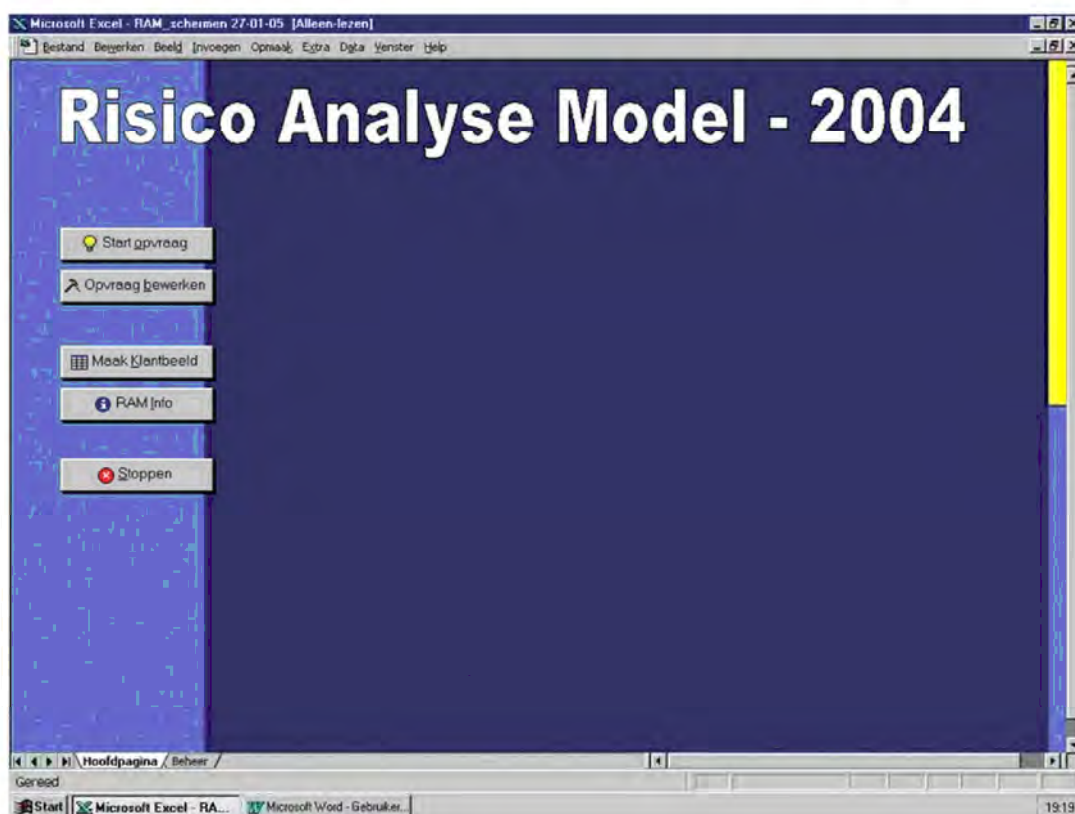 Microsoft Excel - RAM_schermen 27-01-05 [Alleen-lezen]
Bestand Bewerken Beeld Invoegen Opmaak Extra Data Venster Help
Risico Analyse Model - 2004
Start opvraag
Opvraag bewerken
Maak Klantbeeld
RAM Info
Stoppen
Hoofdpagina / Beheer /
Gereed
Start Microsoft Excel - RA... Microsoft Word - Gebruiker... 19:19